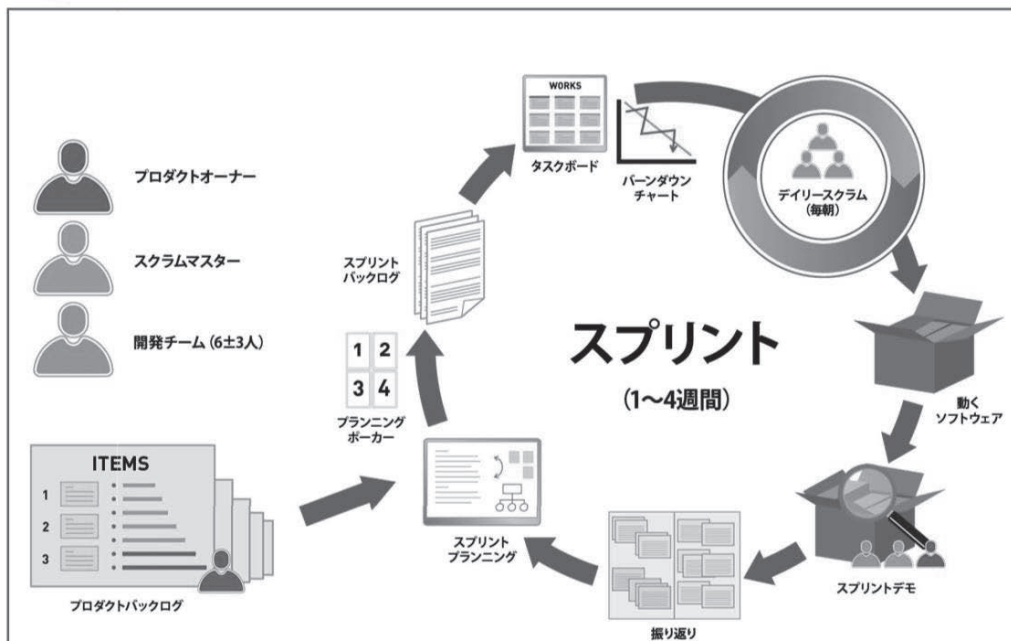 プロダクトオーナー
スクラムマスター
開発チーム（6±3人）
ITEMS
1
2
3
プロダクトバックログ
スプリント
プランニング
1 2
3 4
プランニング
ポーカー
スプリント
バックログ
WORKS
タスクボード
バーンダウン
チャート
デイリースクラム
（毎朝）
動く
ソフトウェア
スプリントデモ
振り返り
スプリント
（1〜4週間）